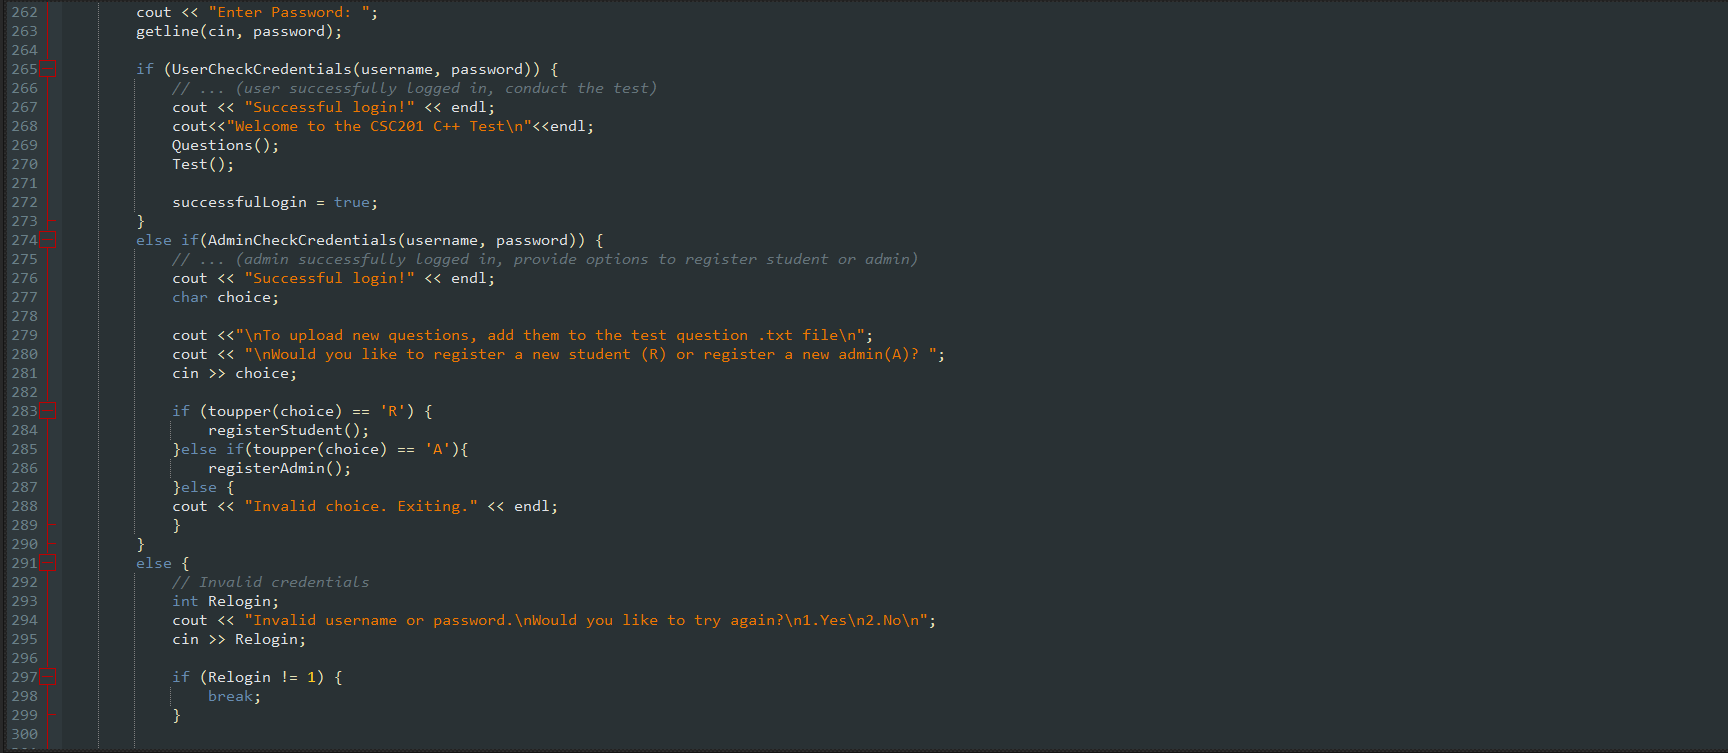 262 cout << "Enter Password: ";
263 getline(cin, password);
264
265 if (UserCheckCredentials(username, password)) {
266 // ... (user successfully logged in, conduct the test)
267 cout << "Successful login!" << endl;
268 cout<<"Welcome to the CSC201 C++ Test\n"<<endl;
269 Questions();
270 Test();
271
272 successfulLogin = true;
273 }
274 else if(AdminCheckCredentials(username, password)) {
275 // ... (admin successfully logged in, provide options to register student or admin)
276 cout << "Successful login!" << endl;
277 char choice;
278
279 cout <<"\nTo upload new questions, add them to the test question .txt file\n";
280 cout << "\nWould you like to register a new student (R) or register a new admin(A)? ";
281 cin >> choice;
282
283 if (toupper(choice) == 'R') {
284 registerStudent();
285 }else if(toupper(choice) == 'A'){
286 registerAdmin();
287 }else {
288 cout << "Invalid choice. Exiting." << endl;
289 }
290 }
291 else {
292 // Invalid credentials
293 int Relogin;
294 cout << "Invalid username or password.\nWould you like to try again?\n1.Yes\n2.No\n";
295 cin >> Relogin;
296
297 if (Relogin != 1) {
298 break;
299 }
300